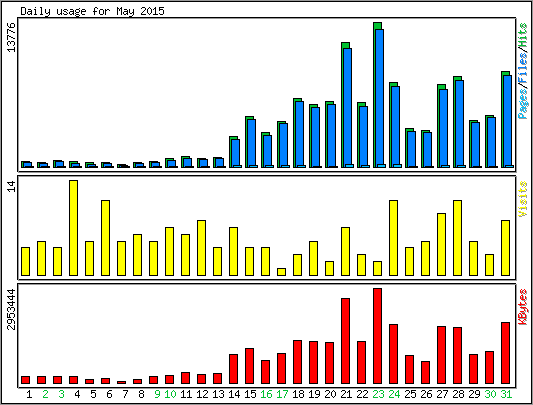 Daily usage for May 2015
13776
Pages/Files/Hits
14
Visits
2953444
KBytes
1 2 3 4 5 6 7 8 9 10 11 12 13 14 15 16 17 18 19 20 21 22 23 24 25 26 27 28 29 30 31